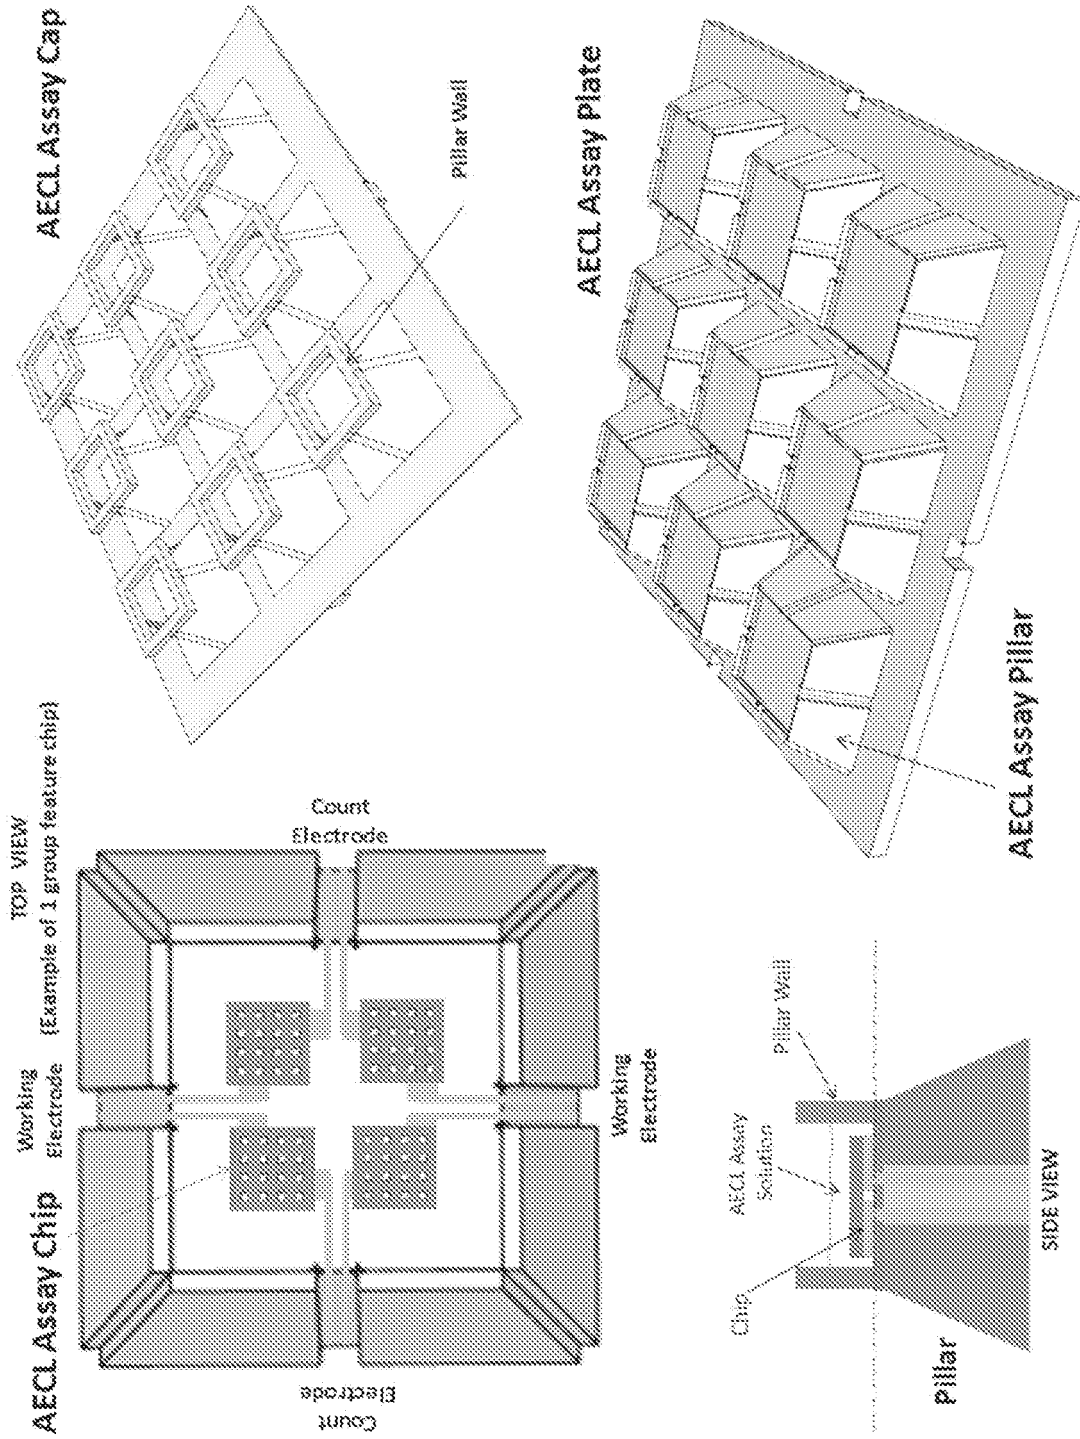 AECL Assay Chip
TOP VIEW
(Example of 1 group feature chip)
Working
Electrode
Count
Electrode
Count
Electrode
Working
Electrode
AECL Assay Cap
Pillar Wall
Pillar
Chip
AECL Assay
Solution
Pillar Wall
SIDE VIEW
AECL Assay Plate
AECL Assay Pillar